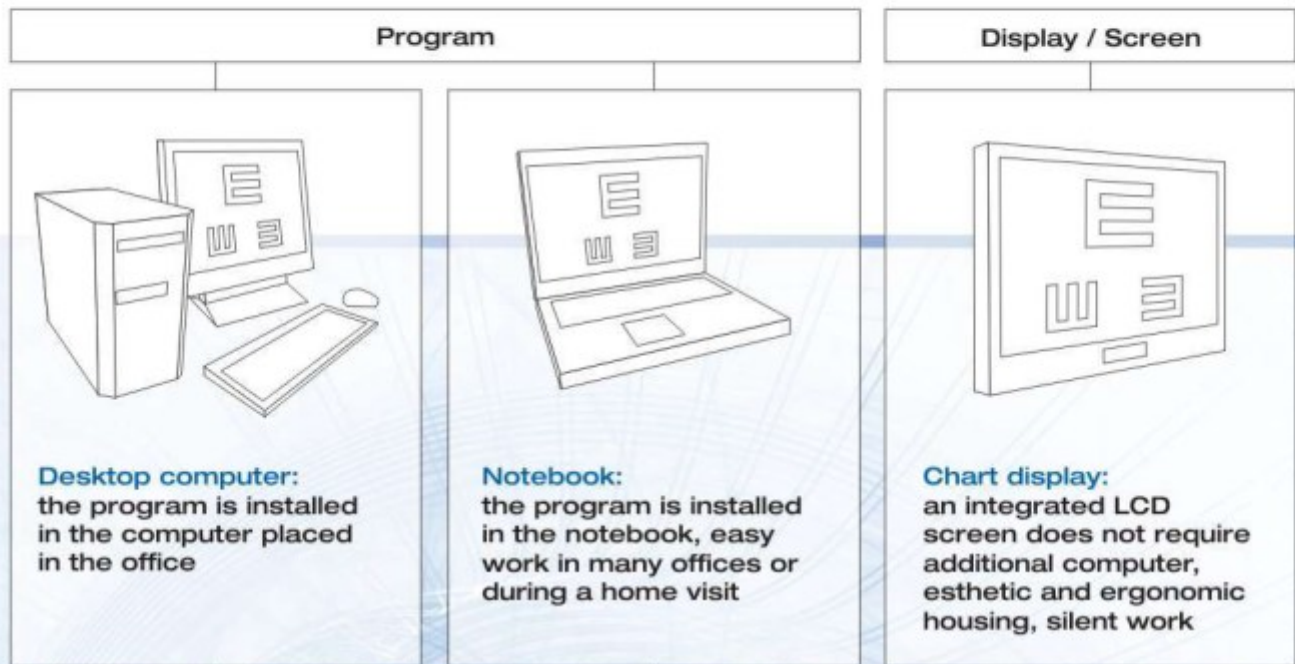 Program
Display / Screen
E
E
E
Desktop computer:
the program is installed
in the computer placed
in the office
Notebook:
the program is installed
in the notebook, easy
work in many offices or
during a home visit
Chart display:
an integrated LCD
screen does not require
additional computer,
esthetic and ergonomic
housing, silent work